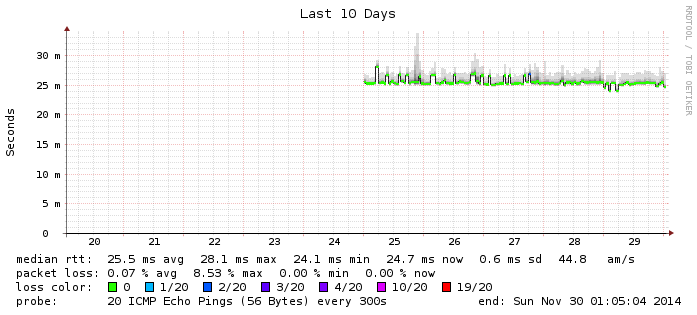 Last 10 Days
RRDTOOL / TOBI OETIKER
Seconds
30 m
25 m
20 m
15 m
10 m
5 m
0
20 21 22 23 24 25 26 27 28 29
median rtt: 25.5 ms avg 28.1 ms max 24.1 ms min 24.7 ms now 0.6 ms sd 44.8 am/s
packet loss: 0.07 % avg 8.53 % max 0.00 % min 0.00 % now
loss color: 0 1/20 2/20 3/20 4/20 10/20 19/20
probe: 20 ICMP Echo Pings (56 Bytes) every 300s end: Sun Nov 30 01:05:04 2014